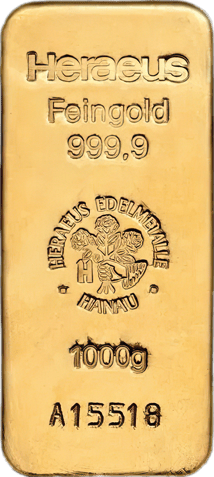 Heraeus
Feingold
999,9
HERAEUS EDELMETALLE
H
HANAU
1000g
A15518